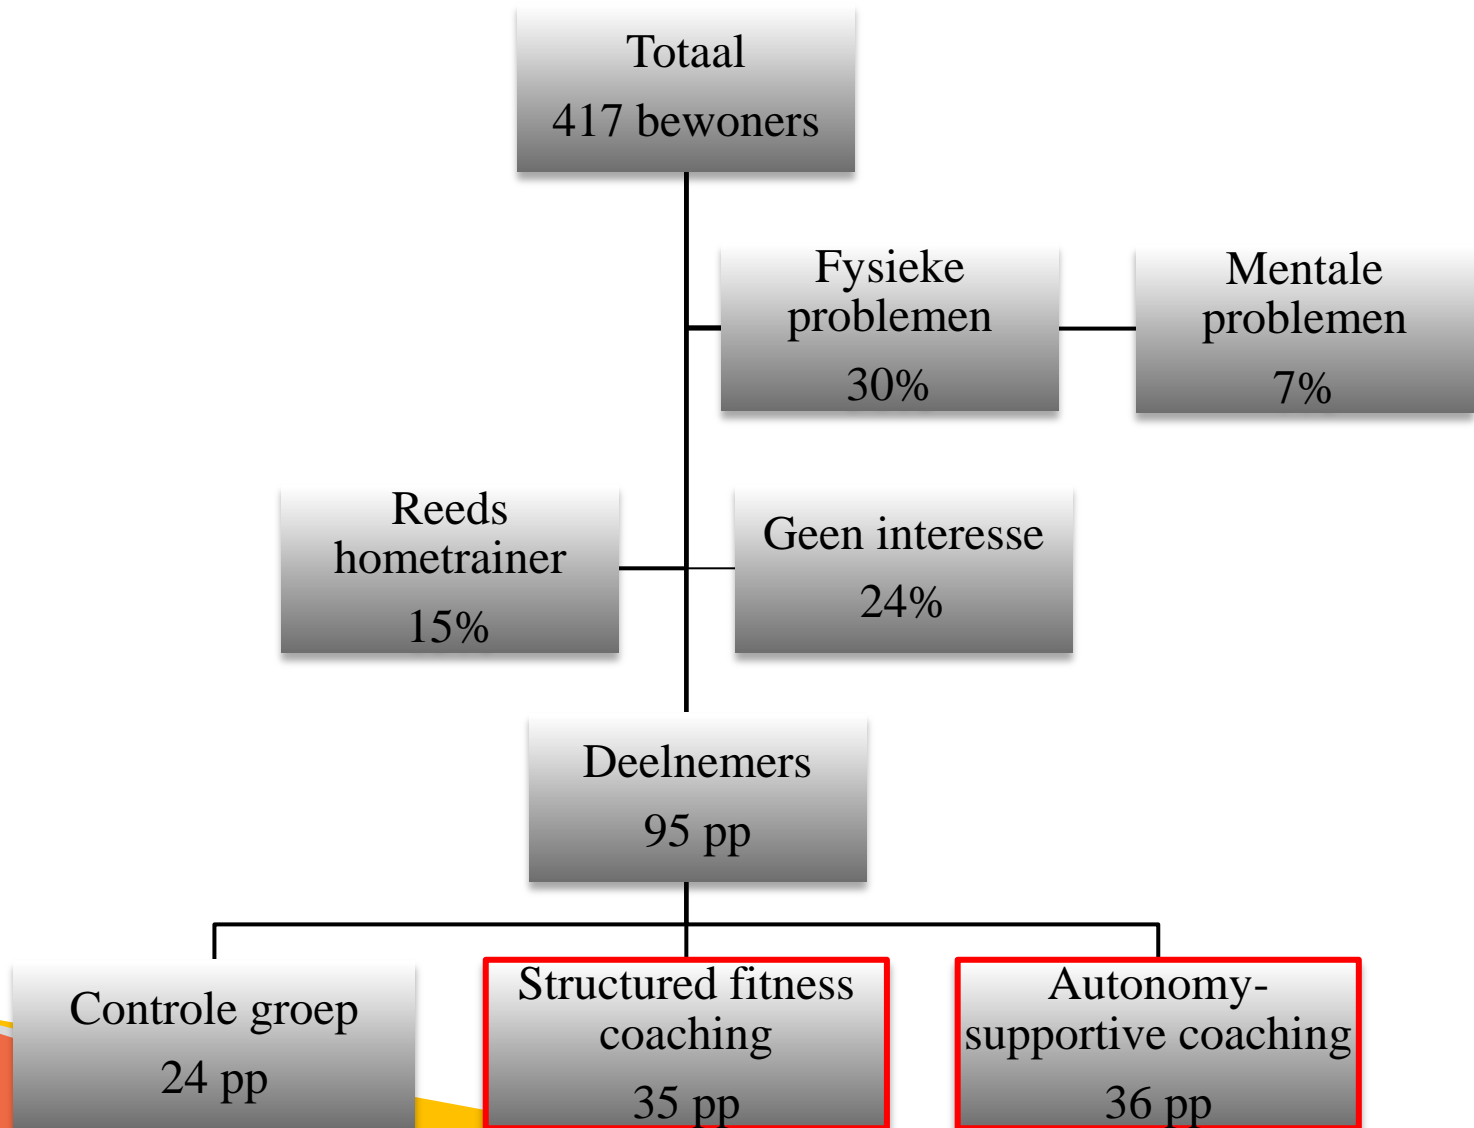 Totaal
417 bewoners
Fysieke
problemen
30%
Mentale
problemen
7%
Reeds
hometrainer
15%
Geen interesse
24%
Deelnemers
95 pp
Controle groep
24 pp
Structured fitness
coaching
35 pp
Autonomy-
supportive coaching
36 pp